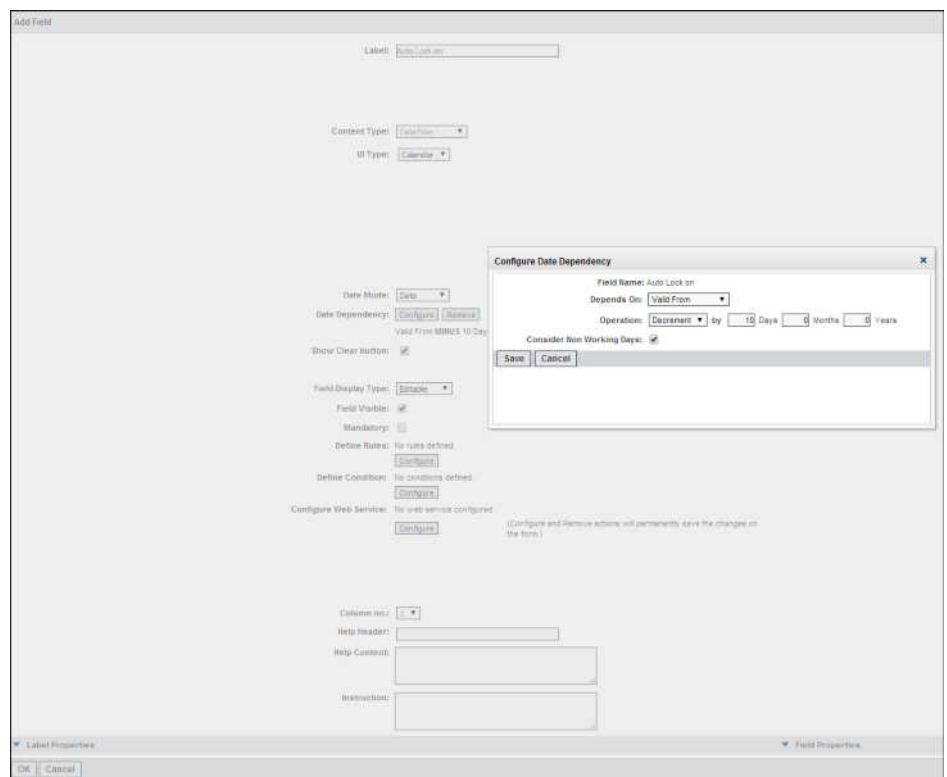 Add Field
Label: Auto Lock on
Content Type: Date/Time
UI Type: Calendar
Configure Date Dependency
Field Name: Auto Lock on
Depends On: Valid From
Operation: Decrement by 10 Days 0 Months 0 Years
Consider Non Working Days:
Save Cancel
Date Mode: Date
Date Dependency: Configure Remove
Valid From MINUS 10 Day
Show Clear Button:
Field Display Type: Editable
Field Visible:
Mandatory:
Define Rules: No rules defined
Configure
Define Condition: No conditions defined
Configure
Configure Web Service: No web service configured
Configure (Configure and Remove actions will permanently save the changes on
the form.)
Column no.:
Help Header:
Help Content:
Instruction:
Label Properties Field Properties
OK Cancel